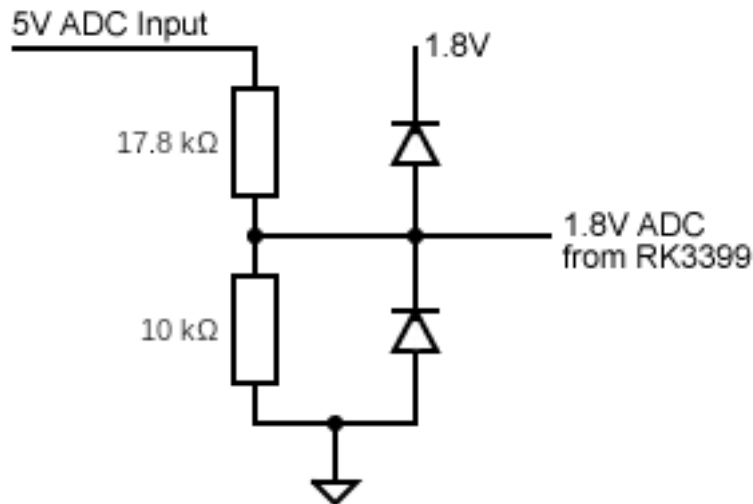 5V ADC Input
1.8V
17.8 kΩ
1.8V ADC
from RK3399
10 kΩ